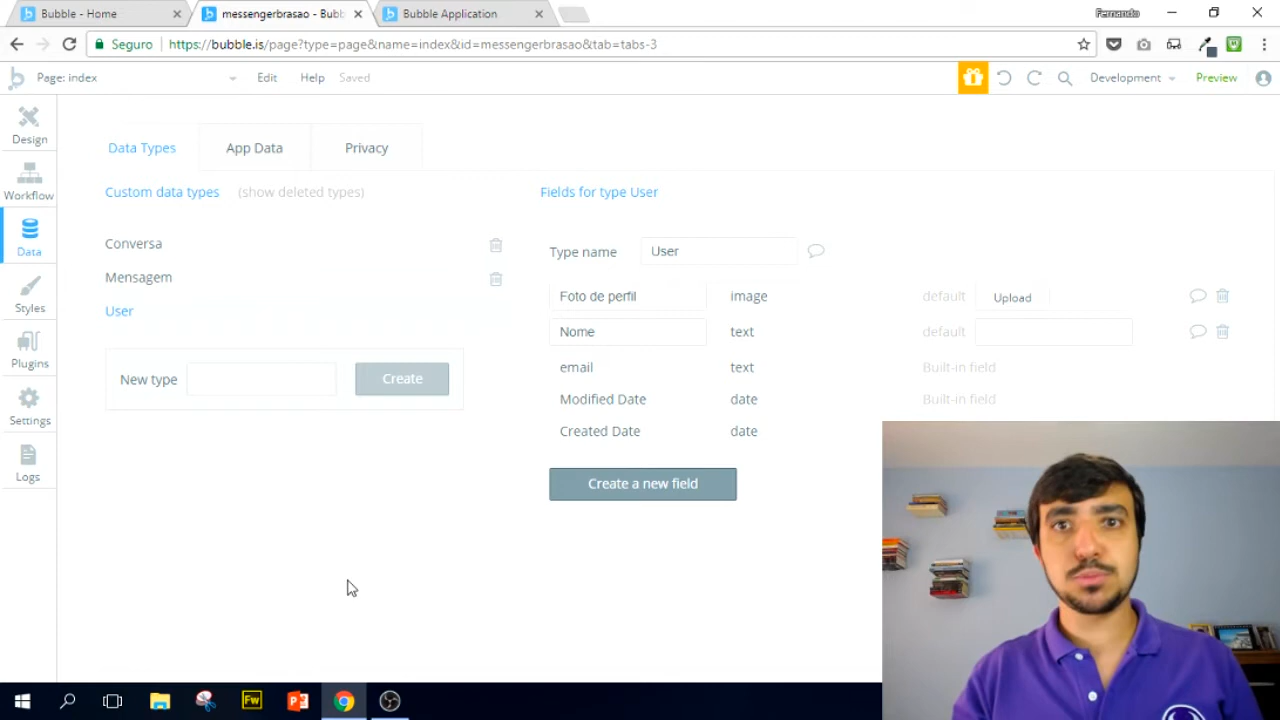 Bubble - Home
messengerbrasao - Bubb
Bubble Application
Fernando
Seguro
https://bubble.is/page?type=page&name=index&id=messengerbrasao&tab=tabs-3
Page: index
Edit
Help
Saved
Development
Preview
Design
Workflow
Data
Styles
Plugins
Settings
Logs
Data Types
App Data
Privacy
Custom data types
(show deleted types)
Conversa
Mensagem
User
New type
Create
Fields for type User
Type name
User
Foto de perfil
image
default
Upload
Nome
text
default
email
text
Built-in field
Modified Date
date
Built-in field
Created Date
date
Create a new field
Fw